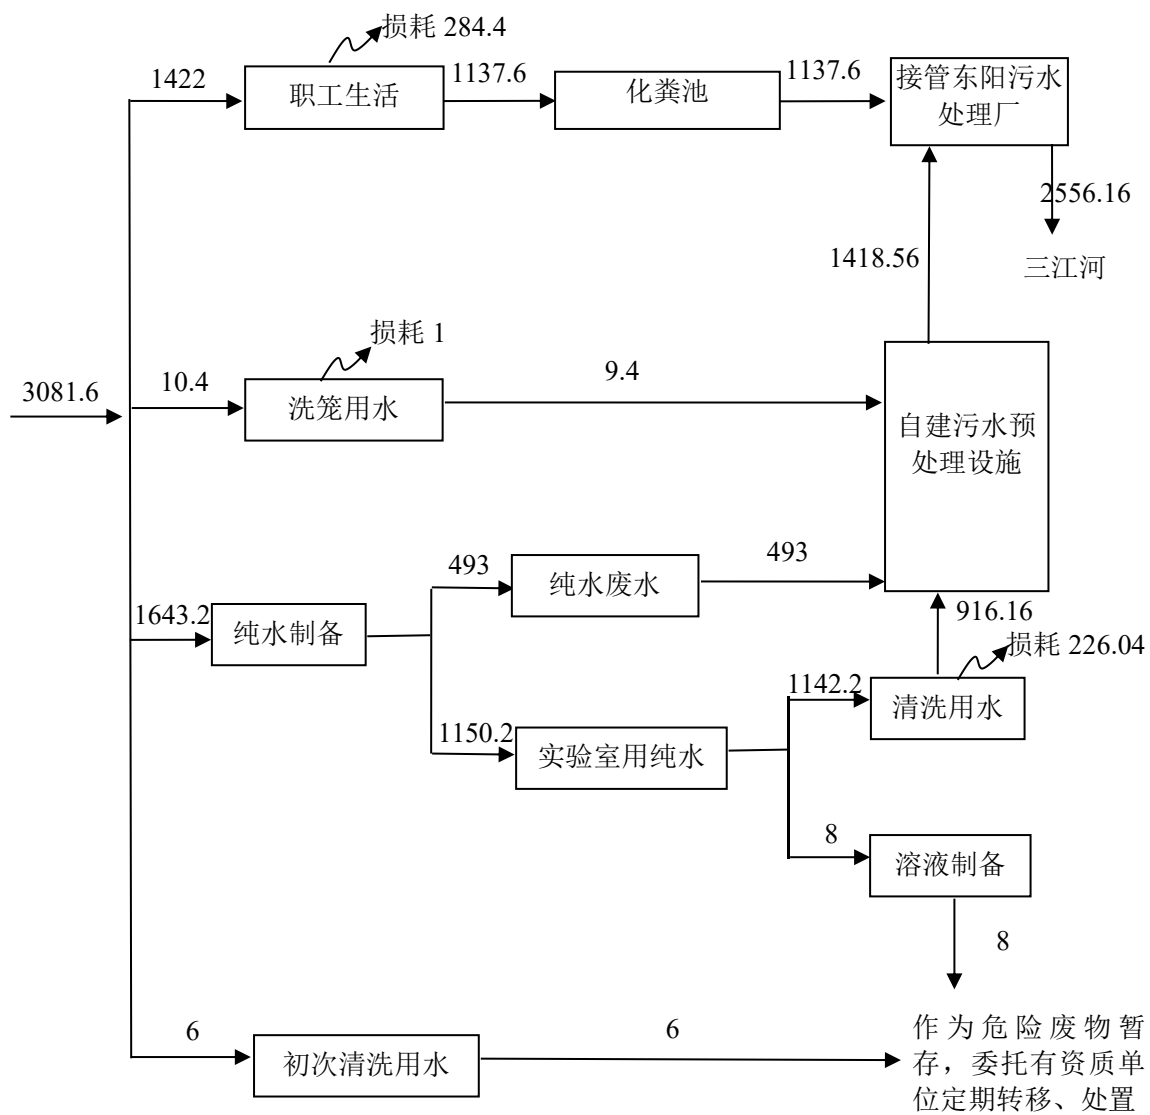 损耗 284.4
1422
职工生活
1137.6
化粪池
1137.6
接管东阳污水
处理厂
2556.16
三江河
1418.56
损耗 1
3081.6
10.4
洗笼用水
9.4
自建污水预
处理设施
493
纯水废水
493
1643.2
纯水制备
916.16
损耗 226.04
1142.2
清洗用水
1150.2
实验室用纯水
8
溶液制备
8
6
初次清洗用水
6
作为危险废物暂
存，委托有资质单
位定期转移、处置